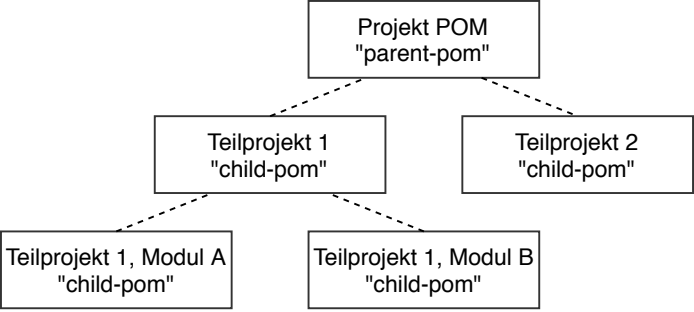 Projekt POM
"parent-pom"
Teilprojekt 1
"child-pom"
Teilprojekt 2
"child-pom"
Teilprojekt 1, Modul A
"child-pom"
Teilprojekt 1, Modul B
"child-pom"